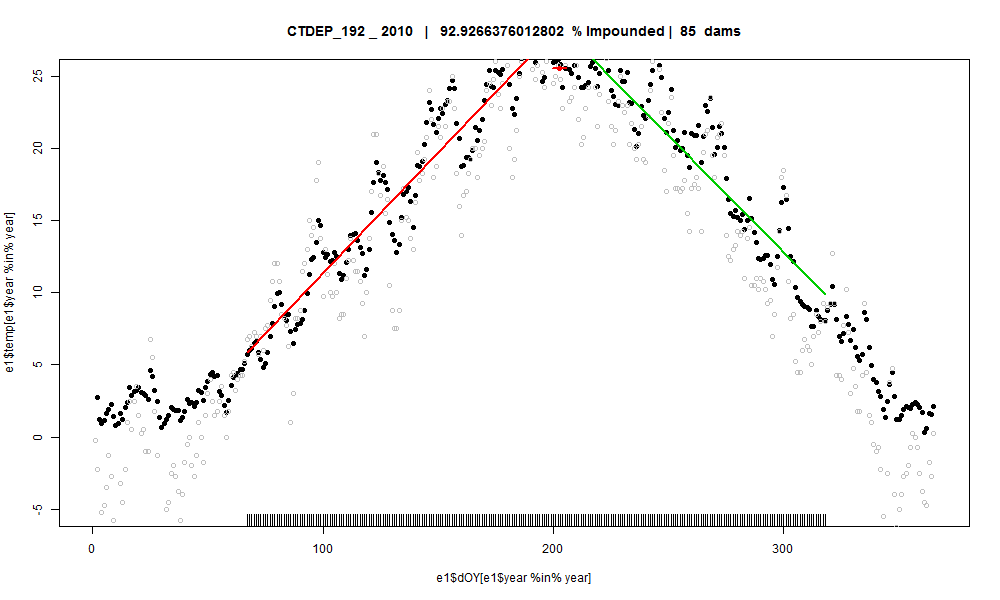 CTDEP_192 _ 2010 | 92.9266376012802 % Impounded | 85 dams
e1$temp[e1$year %in% year]
25
20
15
10
5
0
-5
0 100 200 300
e1$dOY[e1$year %in% year]